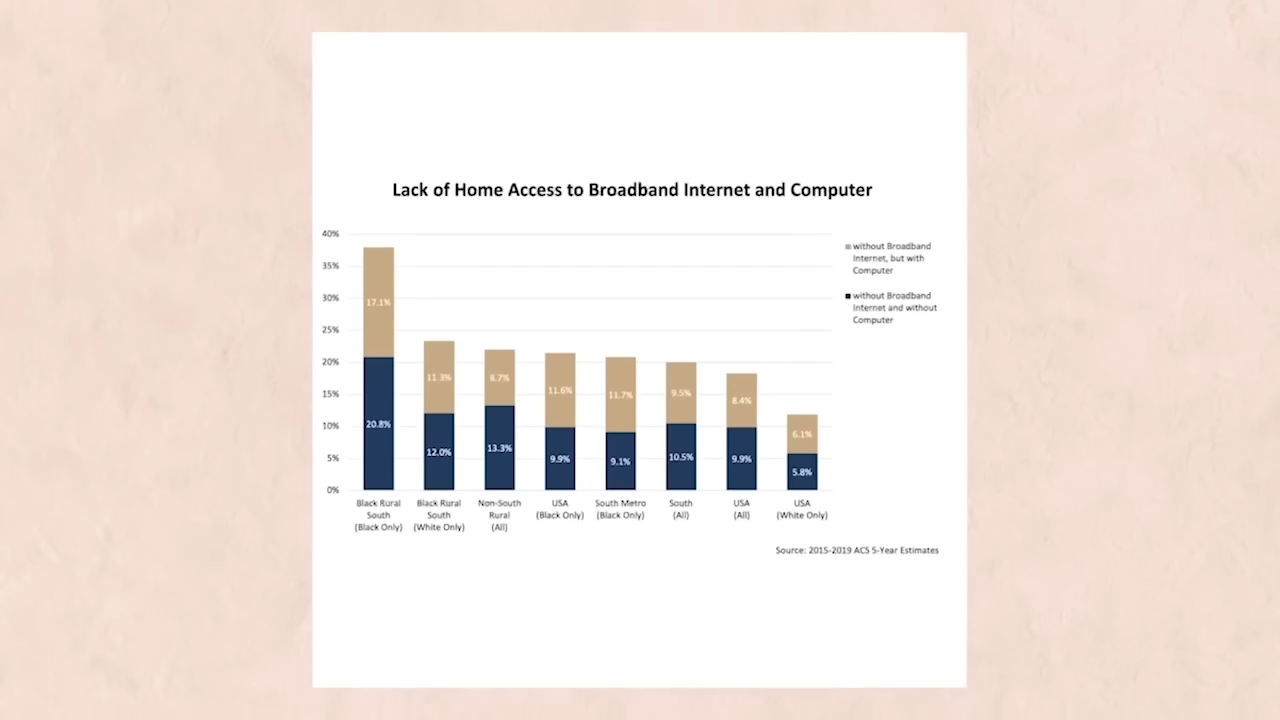 Lack of Home Access to Broadband Internet and Computer
40%
35%
30%
25%
20%
15%
10%
5%
0%
17.1%
20.8%
11.3%
12.0%
8.7%
13.3%
11.6%
9.9%
11.7%
9.1%
9.5%
10.5%
8.4%
9.9%
6.1%
5.8%
Black Rural
South
(Black Only)
Black Rural
South
(White Only)
Non-South
Rural
(All)
USA
(Black Only)
South Metro
(Black Only)
South
(All)
USA
(All)
USA
(White Only)
without Broadband
Internet, but with
Computer
without Broadband
Internet and without
Computer
Source: 2015-2019 ACS 5-Year Estimates